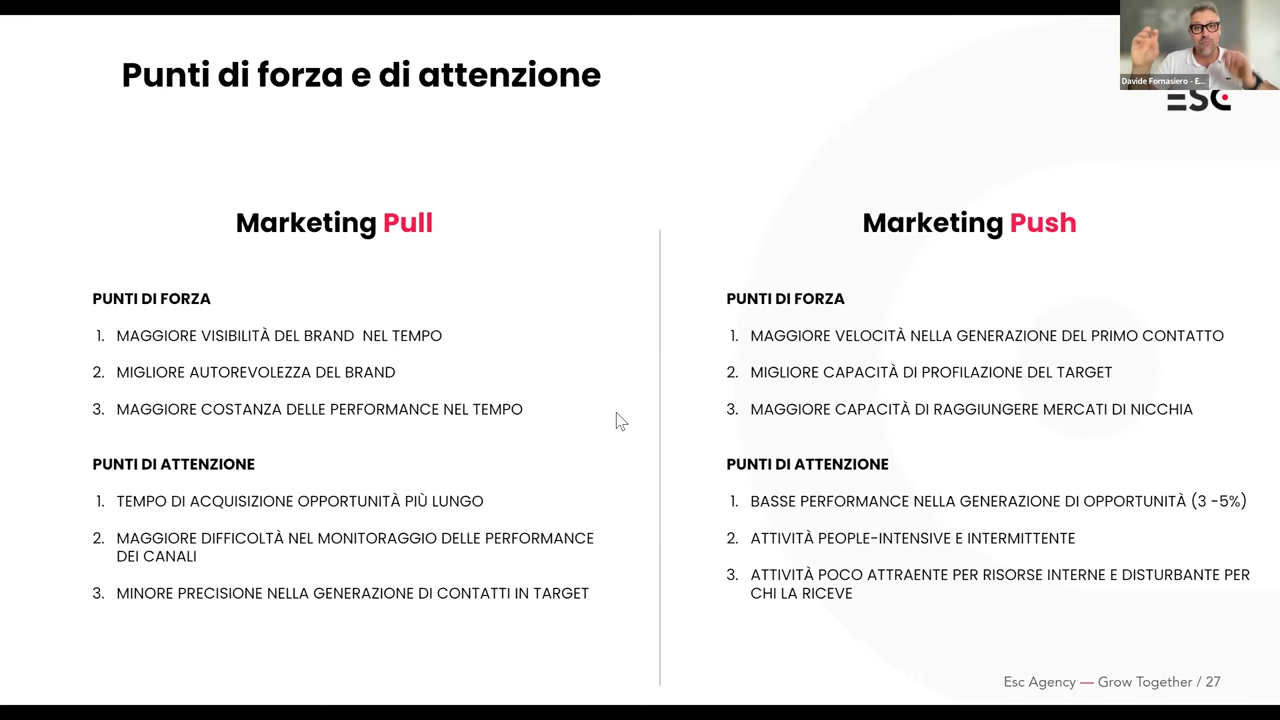 Punti di forza e di attenzione
Davide Fornasiero - E...
ESC
Marketing Pull
PUNTI DI FORZA
1. MAGGIORE VISIBILITÀ DEL BRAND NEL TEMPO
2. MIGLIORE AUTOREVOLEZZA DEL BRAND
3. MAGGIORE COSTANZA DELLE PERFORMANCE NEL TEMPO
PUNTI DI ATTENZIONE
1. TEMPO DI ACQUISIZIONE OPPORTUNITÀ PIÙ LUNGO
2. MAGGIORE DIFFICOLTÀ NEL MONITORAGGIO DELLE PERFORMANCE
DEI CANALI
3. MINORE PRECISIONE NELLA GENERAZIONE DI CONTATTI IN TARGET
Marketing Push
PUNTI DI FORZA
1. MAGGIORE VELOCITÀ NELLA GENERAZIONE DEL PRIMO CONTATTO
2. MIGLIORE CAPACITÀ DI PROFILAZIONE DEL TARGET
3. MAGGIORE CAPACITÀ DI RAGGIUNGERE MERCATI DI NICCHIA
PUNTI DI ATTENZIONE
1. BASSE PERFORMANCE NELLA GENERAZIONE DI OPPORTUNITÀ (3 -5%)
2. ATTIVITÀ PEOPLE-INTENSIVE E INTERMITTENTE
3. ATTIVITÀ POCO ATTRAENTE PER RISORSE INTERNE E DISTURBANTE PER
CHI LA RICEVE
Esc Agency — Grow Together / 27